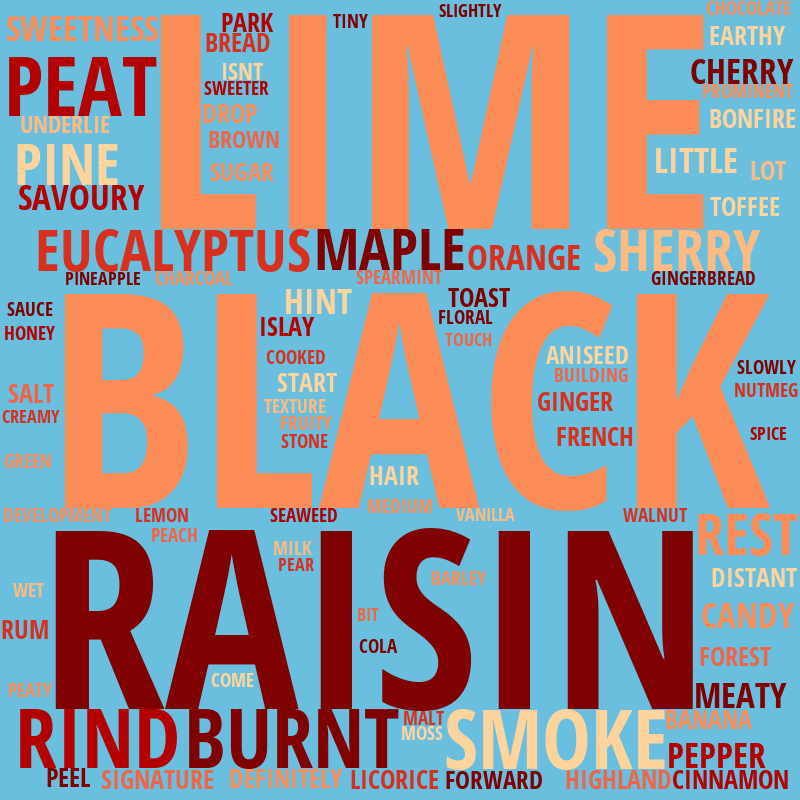 SLIGHTLY
CHOCOLATE
TINY
PARK
SWEETNESS
LIME
EARTHY
BREAD
ISNT
CHERRY
PEAT
SWEETER
PROMINENT
DROP
BONFIRE
UNDERLIE
BROWN
PINE
LITTLE
LOT
SUGAR
SAVOURY
TOFFEE
EUCALYPTUS
MAPLE
ORANGE
SHERRY
PINEAPPLE
CHARCOAL
SPEARMINT
GINGERBREAD
HINT
TOAST
SAUCE
FLORAL
HONEY
ISLAY
TOUCH
BLACK
COOKED
ANISEED
SLOWLY
BUILDING
START
SALT
NUTMEG
TEXTURE
GINGER
CREAMY
FRUITY
STONE
FRENCH
SPICE
GREEN
HAIR
MEDIUM
DEVELOPMENT
LEMON
SEAWEED
VANILLA
WALNUT
PEACH
REST
MILK
PEAR
BARLEY
DISTANT
WET
RAISIN
BIT
CANDY
RUM
COLA
FOREST
COME
PEATY
MEATY
RIND
BURNT
MALT
MOSS
SMOKE
BANANA
PEPPER
PEEL
SIGNATURE
DEFINITELY
LICORICE
FORWARD
HIGHLAND
CINNAMON